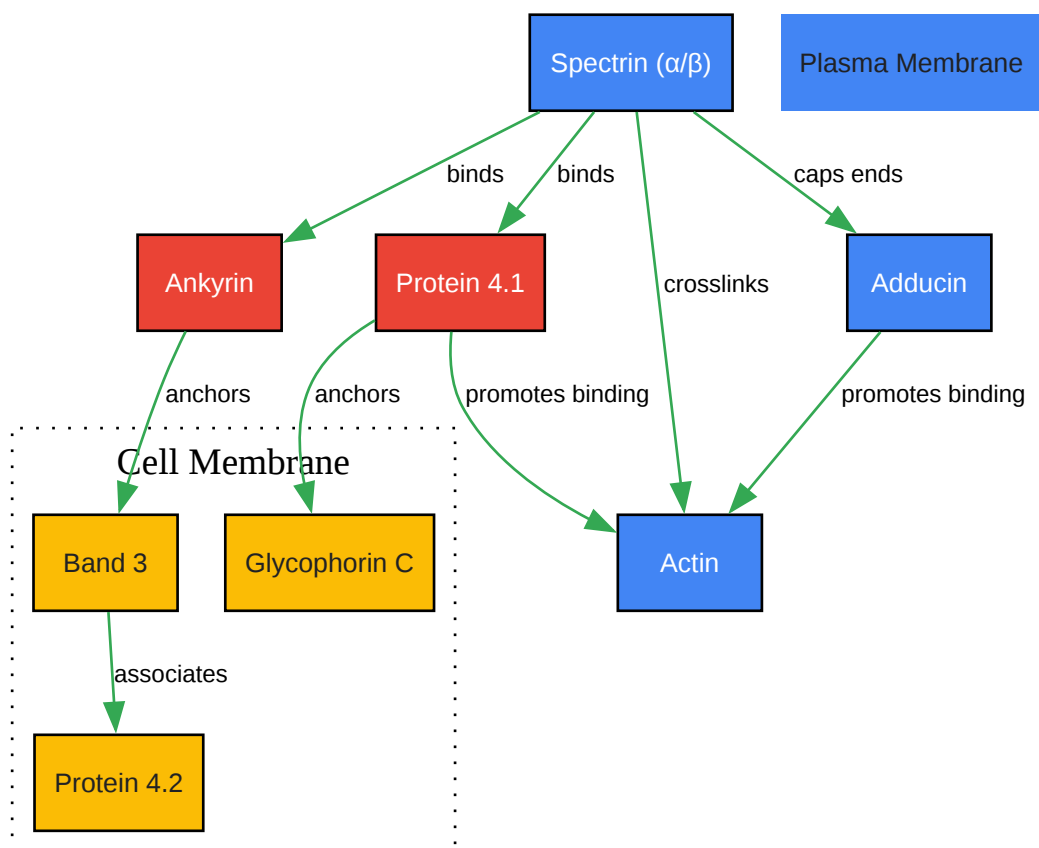 Spectrin (α/β)
Plasma Membrane
binds
binds
caps ends
Ankyrin
Protein 4.1
crosslinks
Adducin
anchors
anchors
promotes binding
promotes binding
Cell Membrane
Band 3
Glycophorin C
Actin
associates
Protein 4.2